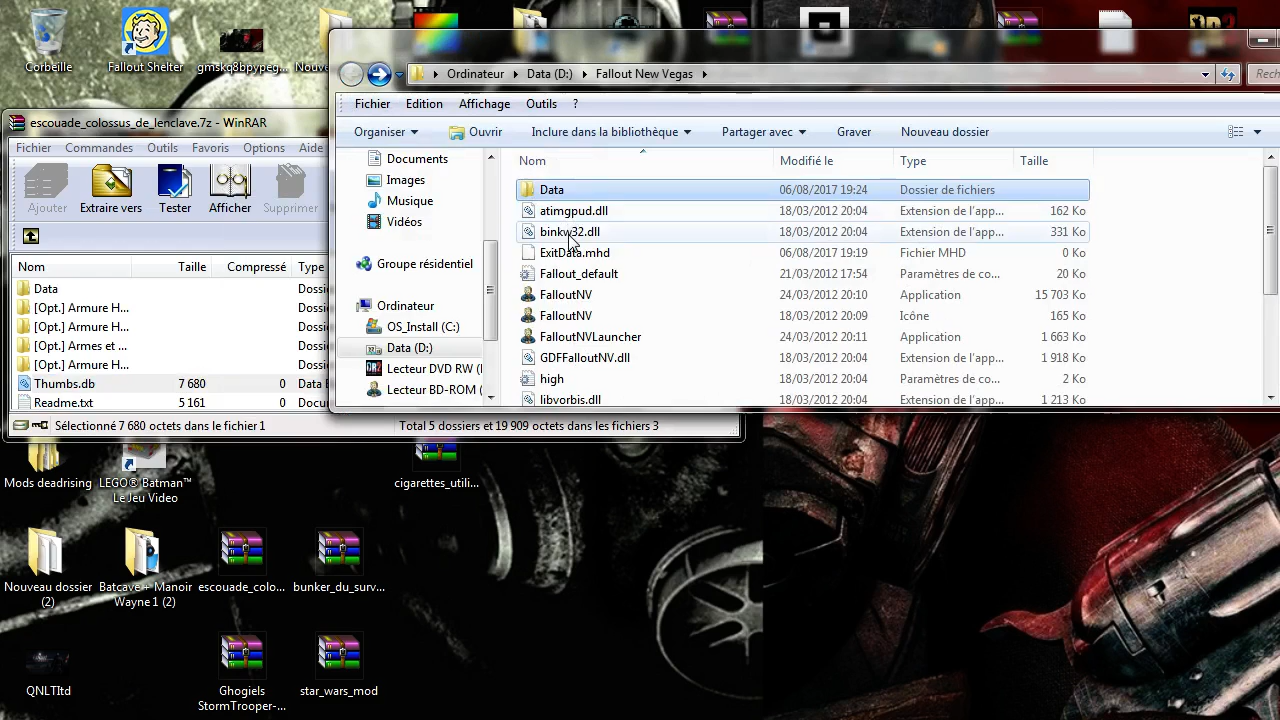 Corbeille
Fallout Shelter
gmskq8bpypeg...
Ordinateur
Data (D:)
Fallout New Vegas
Rech
Fichier
Edition
Affichage
Outils
?
Organiser
Ouvrir
Inclure dans la bibliothèque
Partager avec
Graver
Nouveau dossier
Documents
Images
Musique
Vidéos
Groupe résidentiel
Ordinateur
OS_Install (C:)
Data (D:)
Lecteur DVD RW (
Lecteur BD-ROM (
Nom Modifié le Type Taille
Data 06/08/2017 19:24 Dossier de fichiers
atimgpud.dll 18/03/2012 20:04 Extension de l'app... 162 Ko
binkw32.dll 18/03/2012 20:04 Extension de l'app... 331 Ko
ExitData.mhd 06/08/2017 19:19 Fichier MHD 0 Ko
Fallout_default 21/03/2012 17:54 Paramètres de co... 20 Ko
FalloutNV 24/03/2012 20:10 Application 15 703 Ko
FalloutNV 18/03/2012 20:09 Icône 165 Ko
FalloutNVLauncher 24/03/2012 20:11 Application 1 663 Ko
GDFFalloutNV.dll 18/03/2012 20:04 Extension de l'app... 1 918 Ko
high 18/03/2012 20:04 Paramètres de co... 2 Ko
libvorbis.dll 18/03/2012 20:04 Extension de l'app... 1 213 Ko
escouade_colossus_de_lenclave.7z - WinRAR
Fichier
Commandes
Outils
Favoris
Options
Aide
Ajouter
Extraire vers
Tester
Afficher
Supprimer
Nom Taille Compressé Type
Data Dossi
[Opt.] Armure H... Dossi
[Opt.] Armure H... Dossi
[Opt.] Armes et ... Dossi
[Opt.] Armure H... Dossi
Thumbs.db 7 680 0 Data B
Readme.txt 5 161 0 Docu
Sélectionné 7 680 octets dans le fichier 1
Total 5 dossiers et 19 909 octets dans les fichiers 3
Mods deadrising
LEGO® Batman™
Le Jeu Video
cigarettes_utili...
Nouveau dossier
(2)
Batcave + Manoir
Wayne 1 (2)
escouade_colo...
bunker_du_surv...
QNLTItd
Ghogiels
StormTrooper-...
star_wars_mod